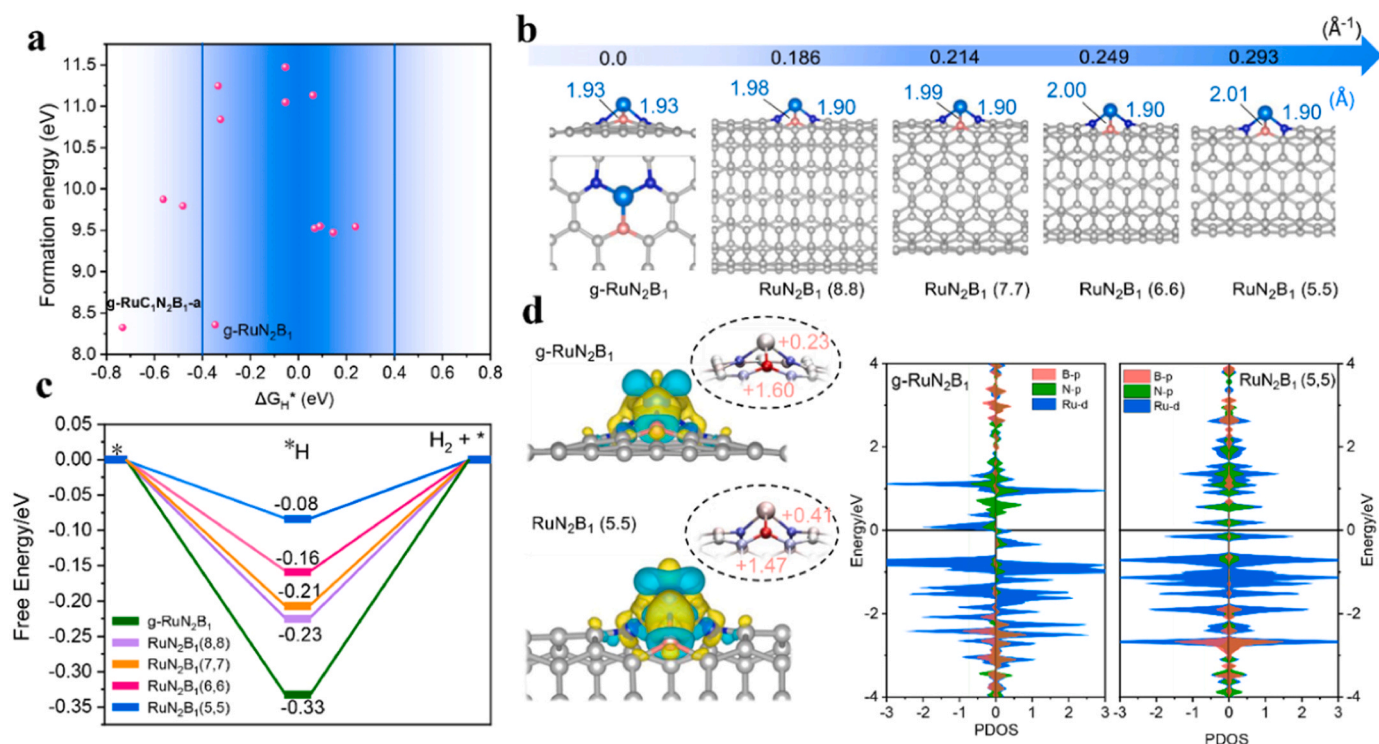 a
Formation energy (eV)
11.5
11.0
10.5
10.0
9.5
9.0
8.5
8.0
g-RuC₁N₂B₁-a
g-RuN₂B₁
-0.8 -0.6 -0.4 -0.2 0.0 0.2 0.4 0.6 0.8
ΔG_H* (eV)
b
(Å⁻¹)
0.0 0.186 0.214 0.249 0.293
1.93 1.93 1.98 1.90 1.99 1.90 2.00 1.90 2.01 1.90 (Å)
g-RuN₂B₁ RuN₂B₁ (8.8) RuN₂B₁ (7.7) RuN₂B₁ (6.6) RuN₂B₁ (5.5)
c
Free Energy/eV
0.05
0.00
-0.05
-0.10
-0.15
-0.20
-0.25
-0.30
-0.35
* *H H₂ + *
-0.08
-0.16
-0.21
-0.23
-0.33
g-RuN₂B₁
RuN₂B₁(8,8)
RuN₂B₁(7,7)
RuN₂B₁(6,6)
RuN₂B₁(5,5)
d
g-RuN₂B₁
+0.23
+1.60
RuN₂B₁ (5.5)
+0.41
+1.47
g-RuN₂B₁
B-p
N-p
Ru-d
Energy/eV
4
2
0
-2
-4
-3 -2 -1 0 1 2 3
PDOS
RuN₂B₁ (5,5)
B-p
N-p
Ru-d
Energy/eV
4
2
0
-2
-4
-3 -2 -1 0 1 2 3
PDOS